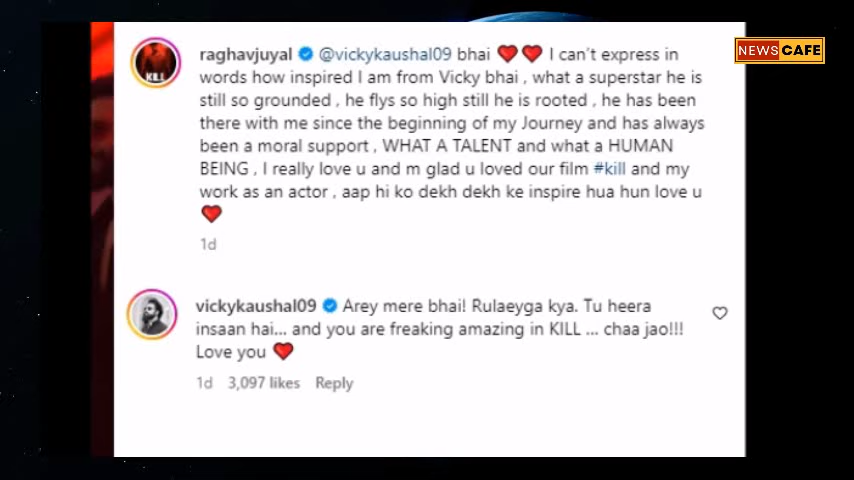 NEWS CAFE
KILL
raghavjuyal @vickykaushal09 bhai ❤️❤️ I can't express in
words how inspired I am from Vicky bhai , what a superstar he is
still so grounded , he flys so high still he is rooted , he has been
there with me since the beginning of my Journey and has always
been a moral support , WHAT A TALENT and what a HUMAN
BEING , I really love u and m glad u loved our film #kill and my
work as an actor , aap hi ko dekh dekh ke inspire hua hun love u
❤️
1d
vickykaushal09 Arey mere bhai! Rulaeyga kya. Tu heera
insaan hai... and you are freaking amazing in KILL ... chaa jao!!!
Love you ❤️
1d 3,097 likes Reply